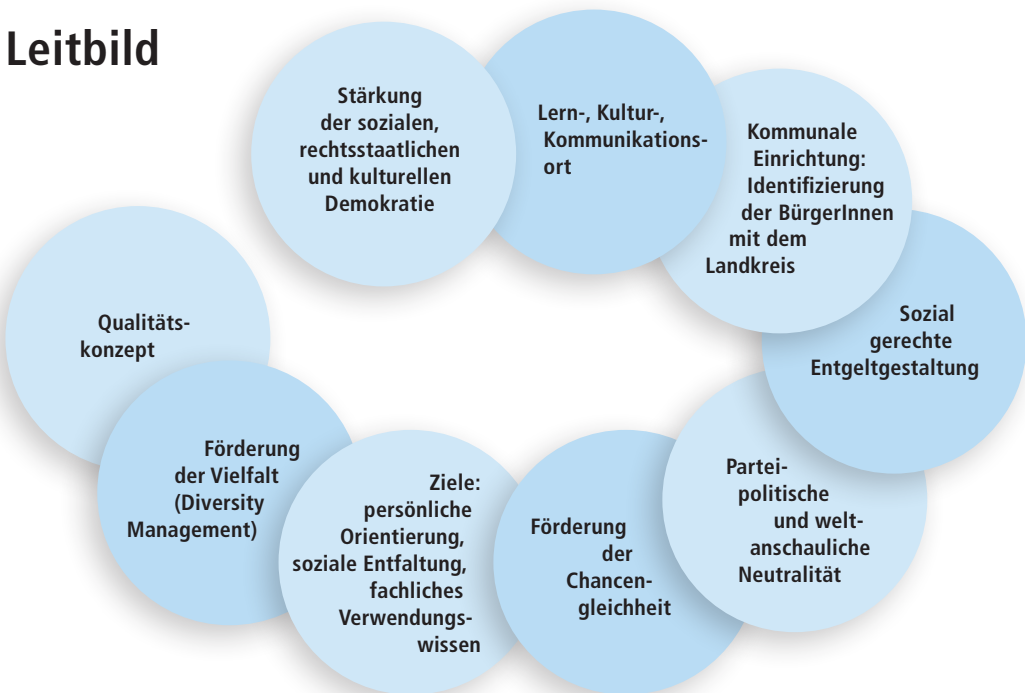 Leitbild
Stärkung
der sozialen,
rechtsstaatlichen
und kulturellen
Demokratie
Lern-, Kultur-,
Kommunikations-
ort
Kommunale
Einrichtung:
Identifizierung
der BürgerInnen
mit dem
Landkreis
Sozial
gerechte
Entgeltgestaltung
Partei-
politische
und welt-
anschauliche
Neutralität
Förderung
der
Chancen-
gleichheit
Ziele:
persönliche
Orientierung,
soziale Entfaltung,
fachliches
Verwendungs-
wissen
Förderung
der Vielfalt
(Diversity
Management)
Qualitäts-
konzept